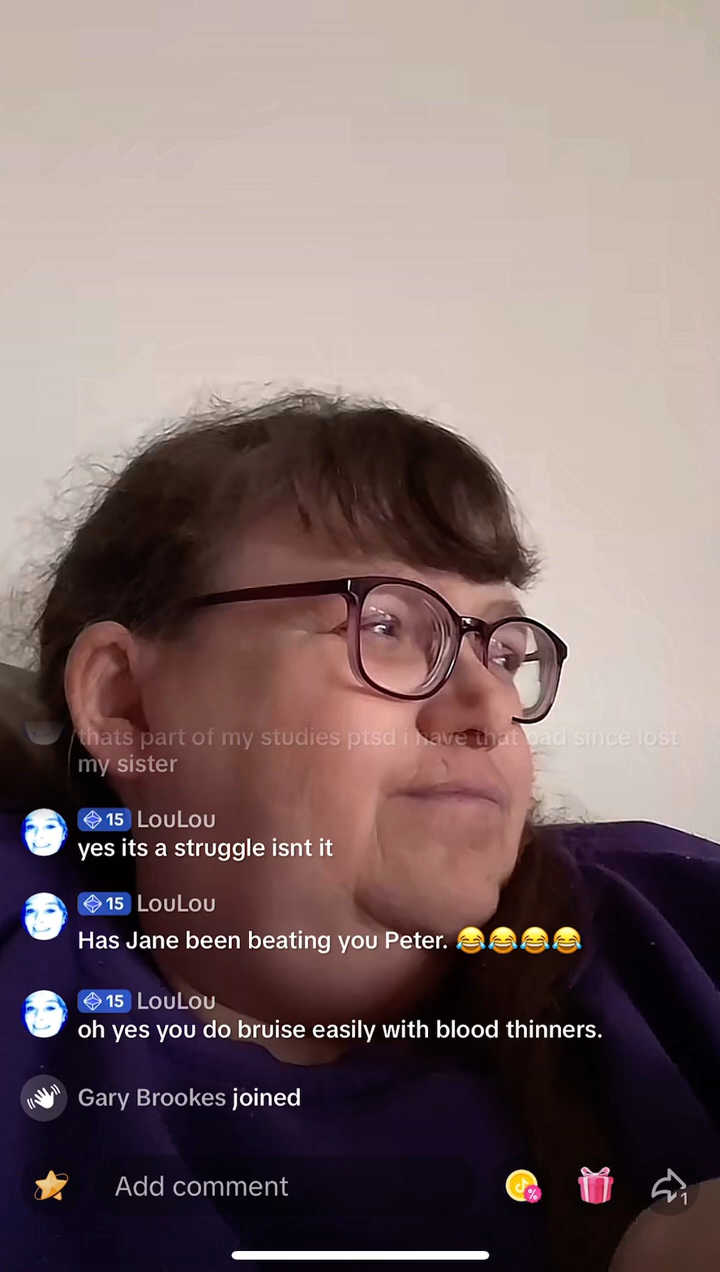 thats part of my studies ptsd i have that bad since lost
my sister
15 LouLou
yes its a struggle isnt it
15 LouLou
Has Jane been beating you Peter. 😂😂😂😂
15 LouLou
oh yes you do bruise easily with blood thinners.
Gary Brookes joined
Add comment
1